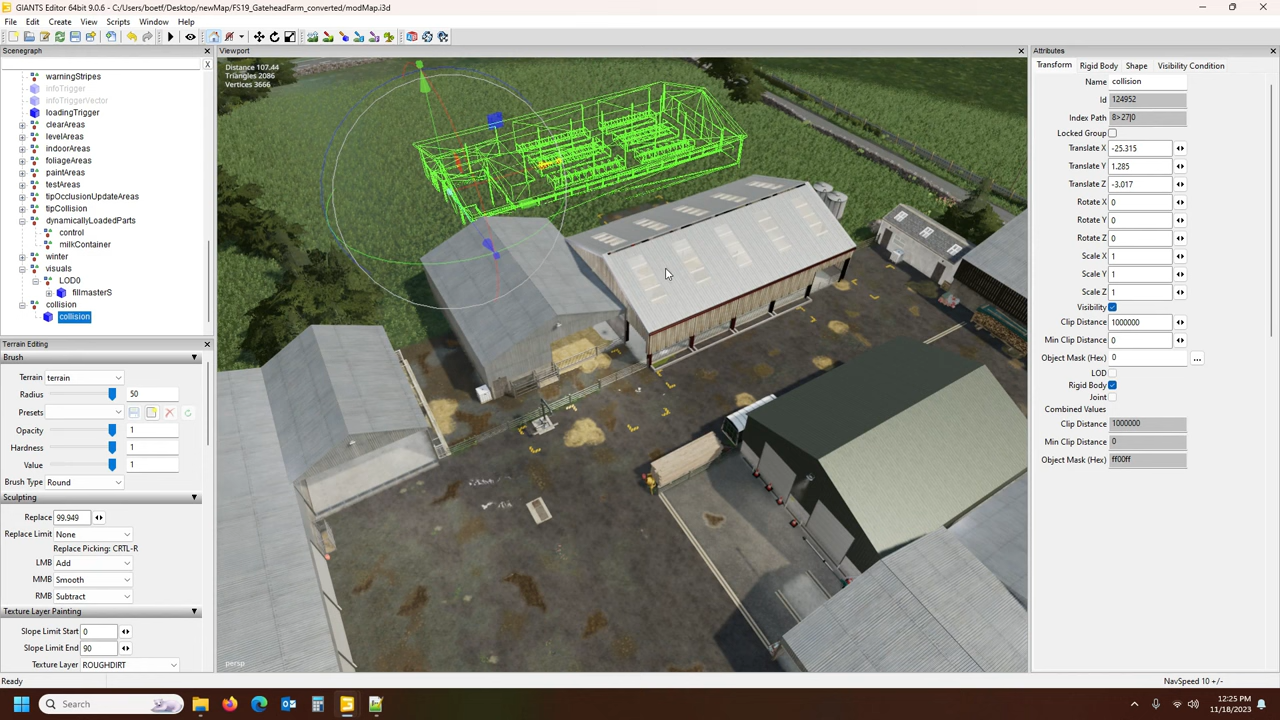 GIANTS Editor 64bit - v9.0.6 - C:/Users/boetf/Desktop/newMap/FS19_GateheadFarm_converted/modMap.i3d
File Edit Create View Scripts Window Help
Scenegraph
X
warningStripes
infoTrigger
infoTriggerVector
loadingTrigger
clearAreas
levelAreas
indoorAreas
foliageAreas
paintAreas
testAreas
tipOcclusionUpdateAreas
tipCollision
dynamicallyLoadedParts
control
milkContainer
winter
visuals
LOD0
fillmasterS
collision
collision
Terrain Editing
Brush
Terrain terrain
Radius 50
Presets
Opacity 1
Hardness 1
Value 1
Brush Type Round
Sculpting
Replace 99.949
Replace Limit None
Replace Picking: CRTL-R
LMB Add
MMB Smooth
RMB Subtract
Texture Layer Painting
Slope Limit Start 0
Slope Limit End 90
Texture Layer ROUGHDIRT
Ready
Viewport
Distance 107.44
Triangles 2086
Vertices 3666
persp
Attributes
Transform Rigid Body Shape Visibility Condition
Name collision
Id 124952
Index Path 8>27|0
Locked Group
Translate X -25.315
Translate Y 1.285
Translate Z -3.017
Rotate X 0
Rotate Y 0
Rotate Z 0
Scale X 1
Scale Y 1
Scale Z 1
Visibility
Clip Distance 1000000
Min Clip Distance 0
Object Mask (Hex) 0 ...
LOD
Rigid Body
Joint
Combined Values
Clip Distance 1000000
Min Clip Distance 0
Object Mask (Hex) ff00ff
NavSpeed 10 +/-
Search
12:25 PM
11/18/2023